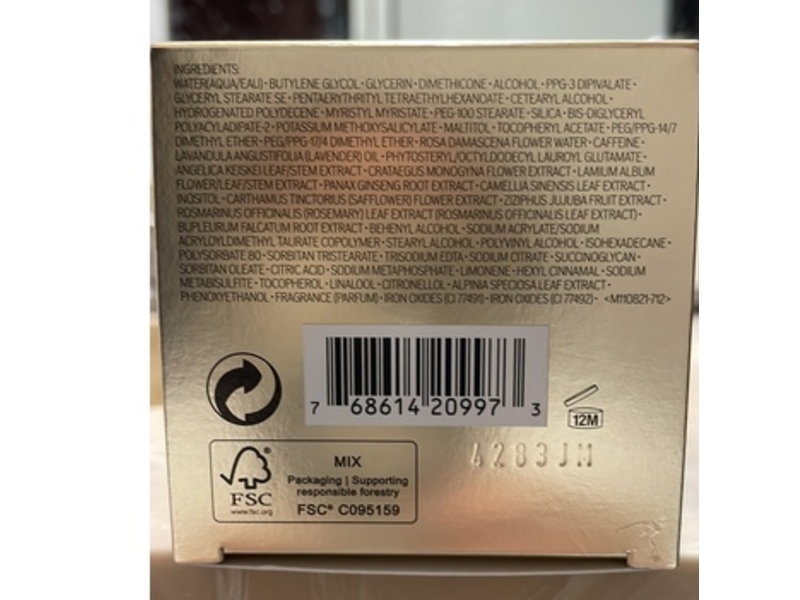 INGREDIENTS:
WATER(AQUA/EAU)・BUTYLENE GLYCOL・GLYCERIN・DIMETHICONE・ALCOHOL・PPG-3 DIPIVALATE・
GLYCERYL STEARATE SE・PENTAERYTHRITYL TETRAETHYLHEXANOATE・CETEARYL ALCOHOL・
HYDROGENATED POLYDECENE・MYRISTYL MYRISTATE・PEG-100 STEARATE・SILICA・BIS-DIGLYCERYL
POLYACYLADIPATE-2・POTASSIUM METHOXYSALICYLATE・MALTITOL・TOCOPHERYL ACETATE・PEG/PPG-14/7
DIMETHYL ETHER・PEG/PPG-17/4 DIMETHYL ETHER・ROSA DAMASCENA FLOWER WATER・CAFFEINE・
LAVANDULA ANGUSTIFOLIA (LAVENDER) OIL・PHYTOSTERYL/OCTYLDODECYL LAUROYL GLUTAMATE・
ANGELICA KEISKEI LEAF/STEM EXTRACT・CRATAEGUS MONOGYNA FLOWER EXTRACT・LAMIUM ALBUM
FLOWER/LEAF/STEM EXTRACT・PANAX GINSENG ROOT EXTRACT・CAMELLIA SINENSIS LEAF EXTRACT・
INOSITOL・CARTHAMUS TINCTORIUS (SAFFLOWER) FLOWER EXTRACT・ZIZIPHUS JUJUBA FRUIT EXTRACT・
ROSMARINUS OFFICINALIS (ROSEMARY) LEAF EXTRACT (ROSMARINUS OFFICINALIS LEAF EXTRACT)・
BUPLEURUM FALCATUM ROOT EXTRACT・BEHENYL ALCOHOL・SODIUM ACRYLATE/SODIUM
ACRYLOYLDIMETHYL TAURATE COPOLYMER・STEARYL ALCOHOL・POLYVINYL ALCOHOL・ISOHEXADECANE・
POLYSORBATE 80・SORBITAN TRISTEARATE・TRISODIUM EDTA・SODIUM CITRATE・SUCCINOGLYCAN・
SORBITAN OLEATE・CITRIC ACID・SODIUM METAPHOSPHATE・LIMONENE・HEXYL CINNAMAL・SODIUM
METABISULFITE・TOCOPHEROL・LINALOOL・CITRONELLOL・ALPINIA SPECIOSA LEAF EXTRACT・
PHENOXYETHANOL・FRAGRANCE (PARFUM)・IRON OXIDES (CI 77491)・IRON OXIDES (CI 77492)・ <M110821-712>
7 68614 20997 3
12M
4283JM
FSC®
www.fsc.org
MIX
Packaging | Supporting
responsible forestry
FSC® C095159